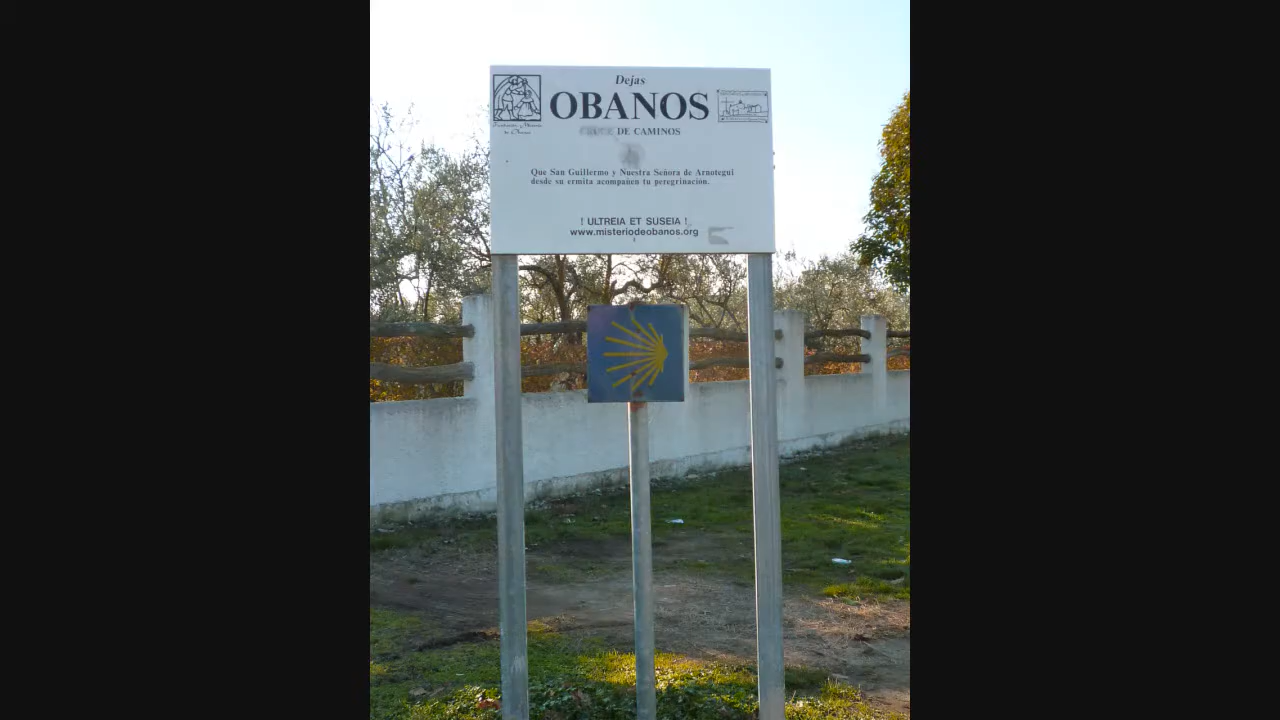 Dejas
OBANOS
CRUCE DE CAMINOS
Que San Guillermo y Nuestra Señora de Arnotegui
desde su ermita acompañen tu peregrinación.
! ULTREIA ET SUSEIA !
www.misteriodeobanos.org